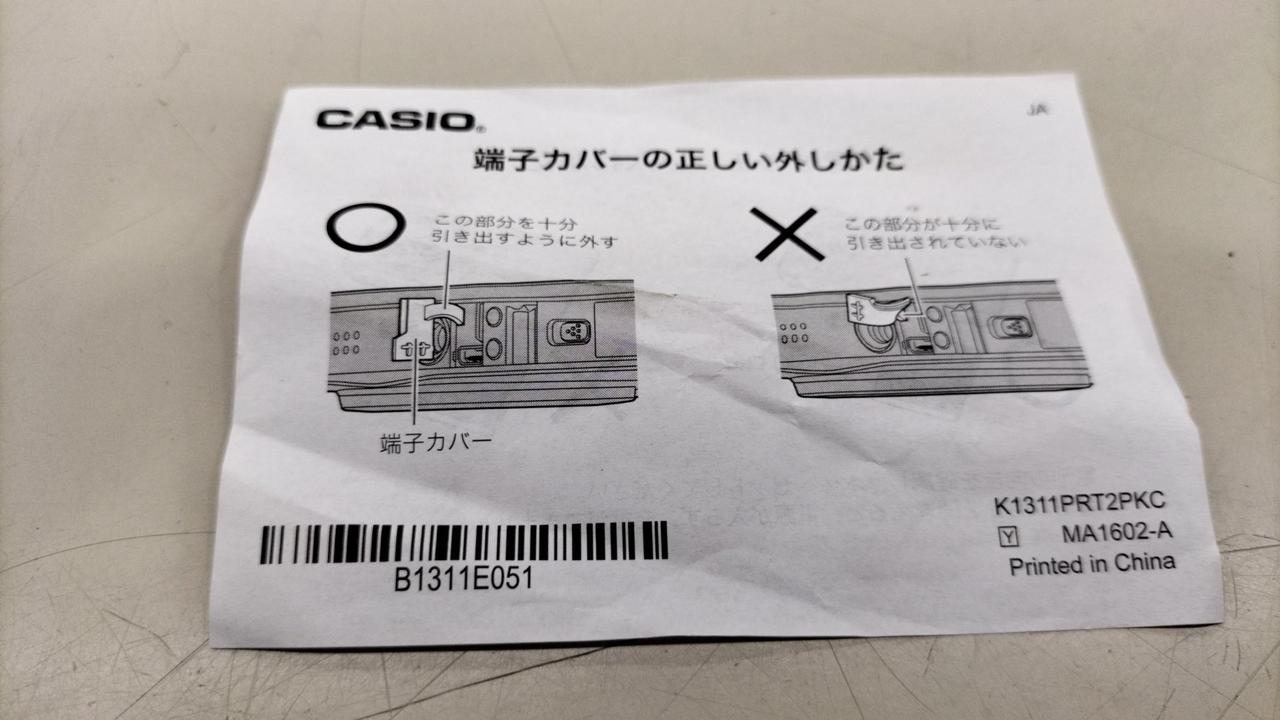 CASIO®
JA
端子カバーの正しい外しかた
この部分を十分
引き出すように外す
この部分が十分に
引き出されていない
端子カバー
B1311E051
K1311PRT2PKC
Y MA1602-A
Printed in China